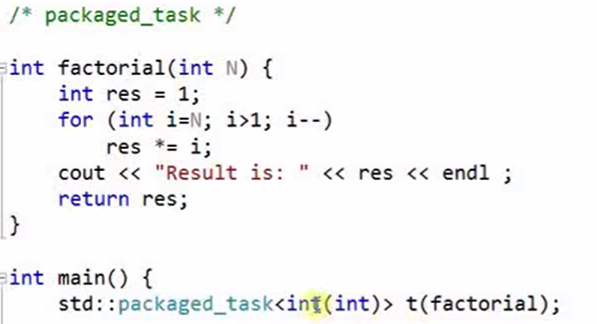 /* packaged_task */
int factorial(int N) {
int res = 1;
for (int i=N; i>1; i--)
res *= i;
cout << "Result is: " << res << endl ;
return res;
}
int main() {
std::packaged_task<int(int)> t(factorial);